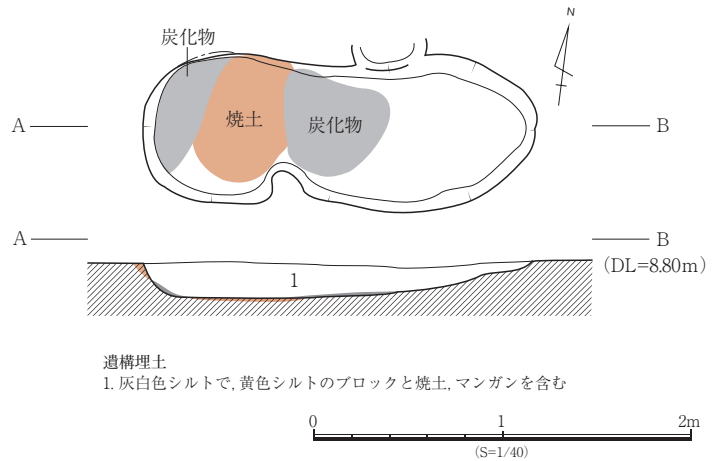 N
炭化物
焼土
炭化物
A
B
A
B
(DL=8.80m)
1
遺構埋土
1. 灰白色シルトで, 黄色シルトのブロックと焼土, マンガンを含む
0 1 2m
(S=1/40)